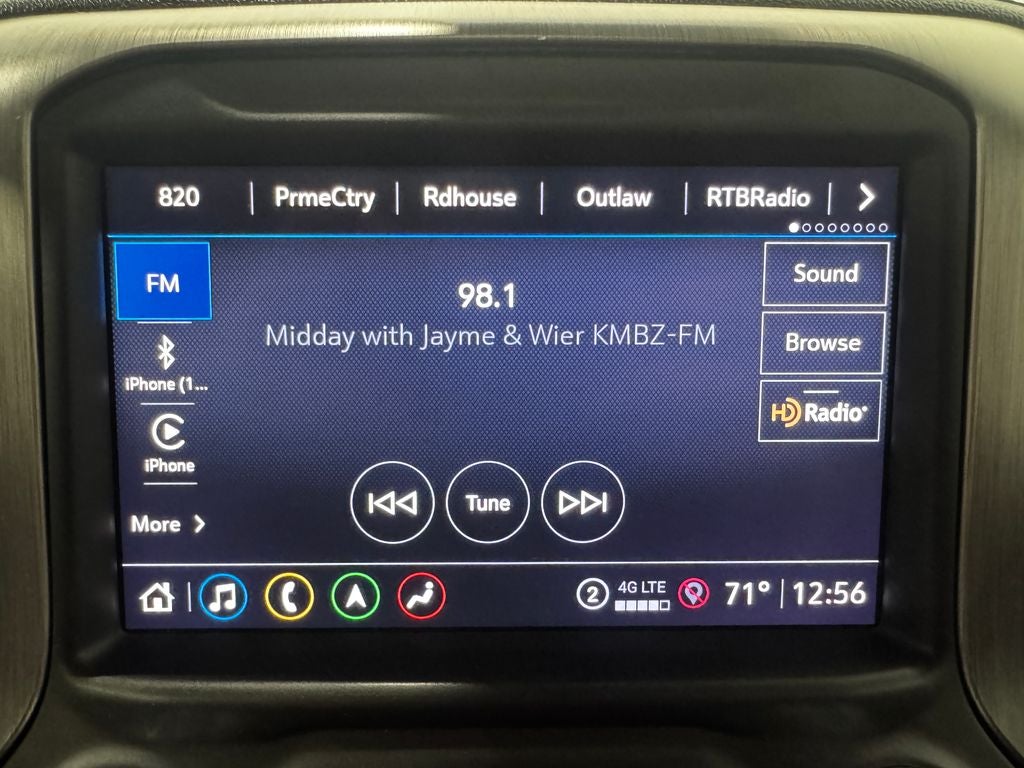 820 | PrmeCtry | Rdhouse | Outlaw | RTBRadio |
FM
98.1
Midday with Jayme & Wier KMBZ-FM
Sound
Browse
HD Radio
iPhone (1...
iPhone
More
Tune
2 4G LTE 71° | 12:56